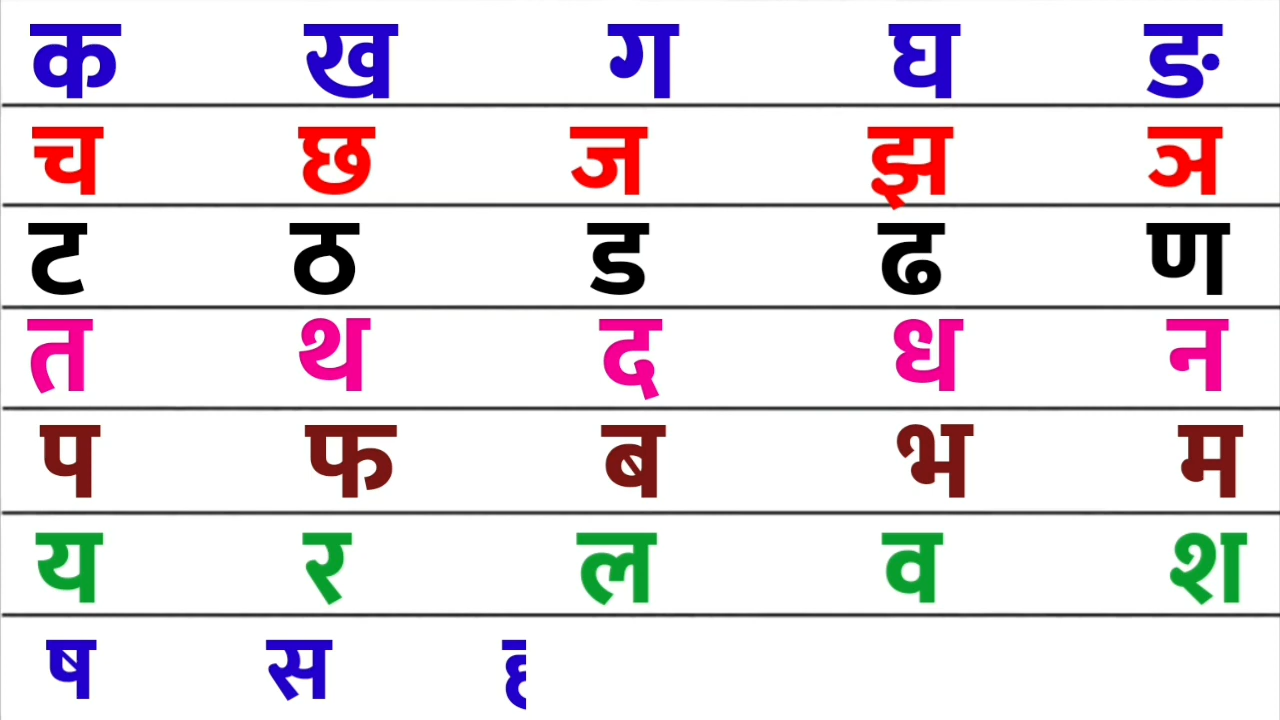 क ख ग घ ङ
च छ ज झ ञ
ट ठ ड ढ ण
त थ द ध न
प फ ब भ म
य र ल व श
ष स